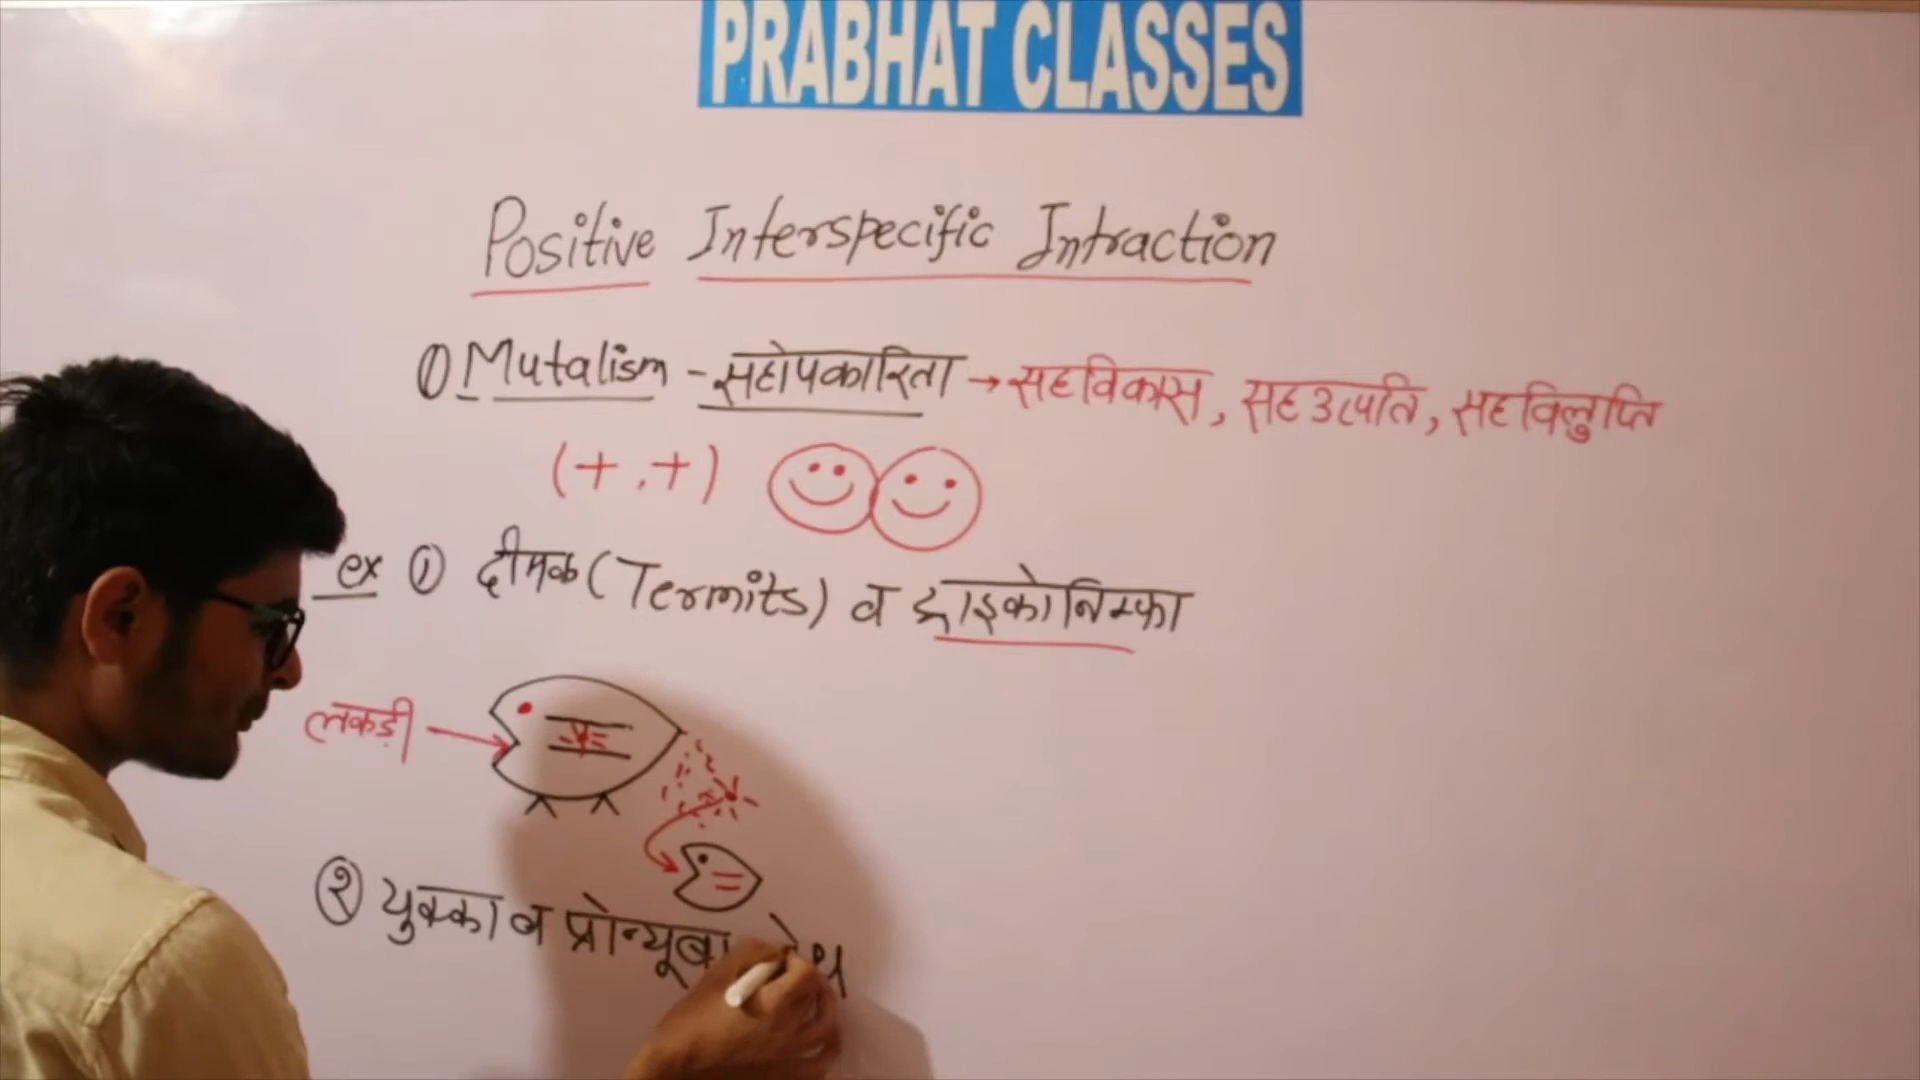 PRABHAT CLASSES
Positive Interspecific Intraction
① Mutalism - सहोपकारिता → सहविकास, सह उत्पति, सहविलुप्ति
(+,+)
ex ① दीमक (Termits) व ट्राइकोनिम्फा
लकड़ी
② युक्का व प्रोन्यूबा